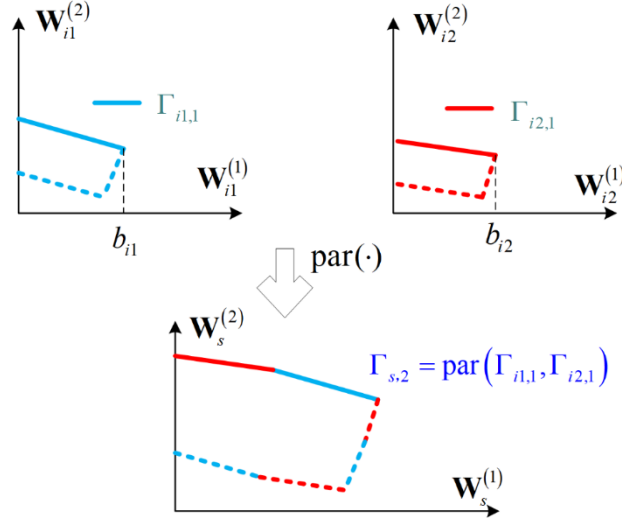 W_{i1}^{(2)}
Γ_{i1,1}
W_{i1}^{(1)}
b_{i1}
W_{i2}^{(2)}
Γ_{i2,1}
W_{i2}^{(1)}
b_{i2}
par(·)
W_s^{(2)}
Γ_{s,2} = par(Γ_{i1,1}, Γ_{i2,1})
W_s^{(1)}